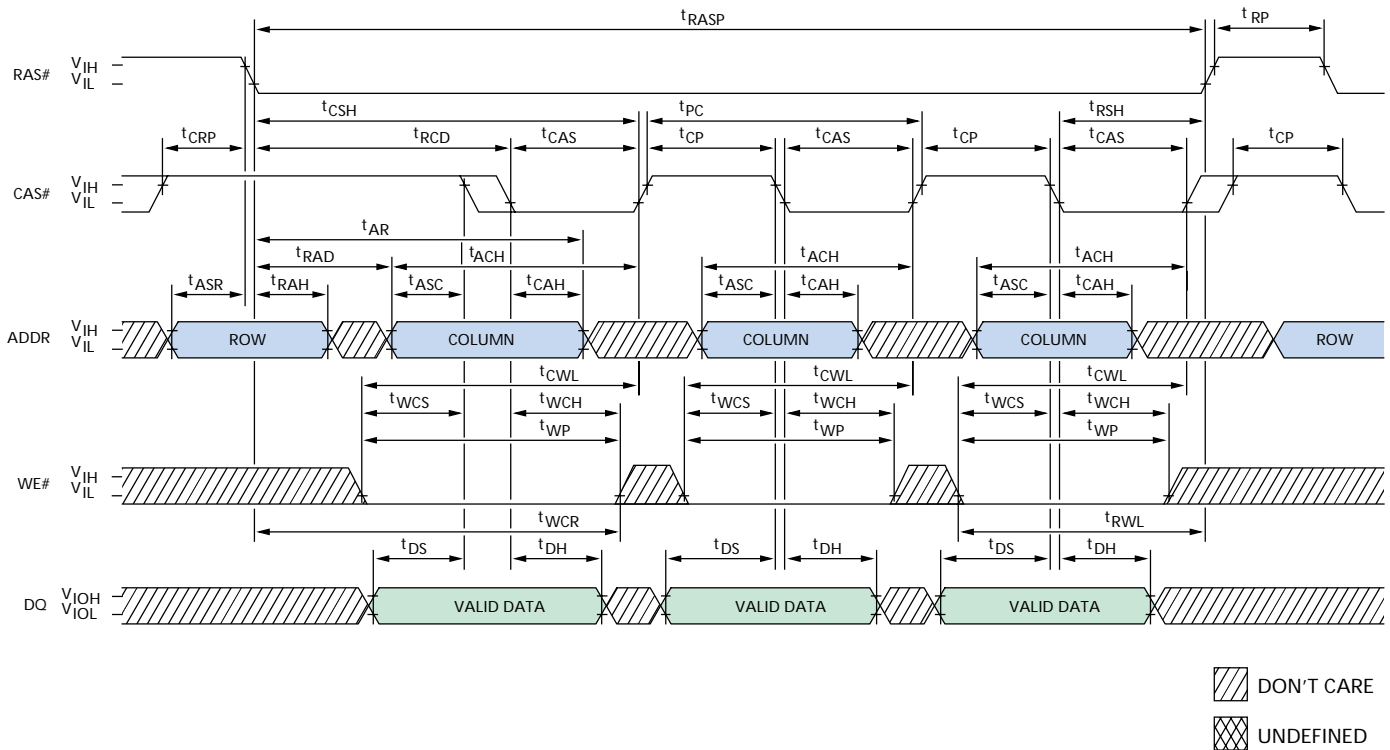 tRASP tRP
RAS# VIH
VIL
tCSH tPC tRSH
tCRP tRCD tCAS tCP tCAS tCP tCAS tCP
CAS# VIH
VIL
tAR
tRAD tACH tACH tACH
tASR tRAH tASC tCAH tASC tCAH tASC tCAH
ADDR VIH
VIL
ROW COLUMN COLUMN COLUMN ROW
tCWL tCWL tCWL
tWCS tWCH tWCS tWCH tWCS tWCH
tWP tWP tWP
WE# VIH
VIL
tWCR tRWL
tDS tDH tDS tDH tDS tDH
DQ VIOH
VIOL
VALID DATA VALID DATA VALID DATA
DON'T CARE
UNDEFINED